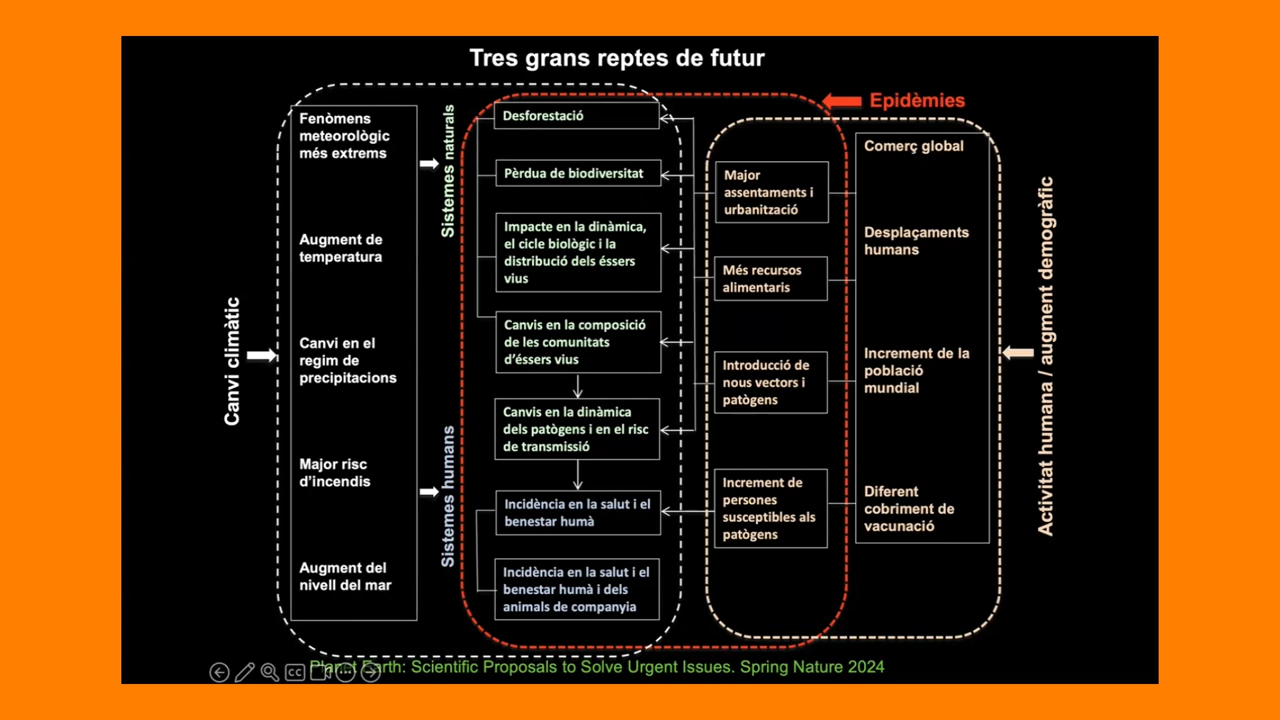 Tres grans reptes de futur
Canvi climàtic
Fenòmens
meteorològic
més extrems
Augment de
temperatura
Canvi en el
regim de
precipitacions
Major risc
d'incendis
Augment del
nivell del mar
Sistemes naturals
Sistemes humans
Desforestació
Pèrdua de biodiversitat
Impacte en la dinàmica,
el cicle biològic i la
distribució dels éssers
vius
Canvis en la composició
de les comunitats
d'éssers vius
Canvis en la dinàmica
dels patògens i en el risc
de transmissió
Incidència en la salut i el
benestar humà
Incidència en la salut i el
benestar humà i dels
animals de companyia
Epidèmies
Major
assentaments i
urbanització
Més recursos
alimentaris
Introducció de
nous vectors i
patògens
Increment de
persones
susceptibles als
patògens
Comerç global
Desplaçaments
humans
Increment de la
població
mundial
Diferent
cobriment de
vacunació
Activitat humana / augment demogràfic
Planet Earth: Scientific Proposals to Solve Urgent Issues. Spring Nature 2024
CC